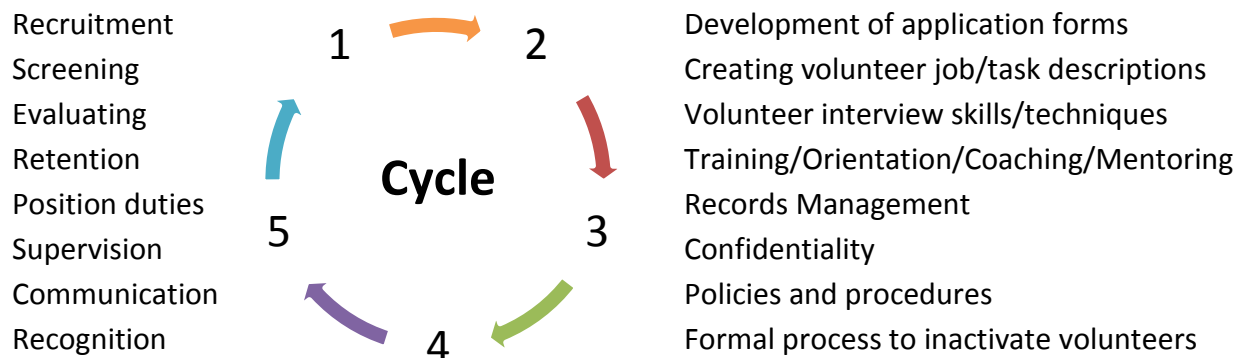 Recruitment
Screening
Evaluating
Retention
Position duties
Supervision
Communication
Recognition
1
2
Cycle
5
3
4
Development of application forms
Creating volunteer job/task descriptions
Volunteer interview skills/techniques
Training/Orientation/Coaching/Mentoring
Records Management
Confidentiality
Policies and procedures
Formal process to inactivate volunteers